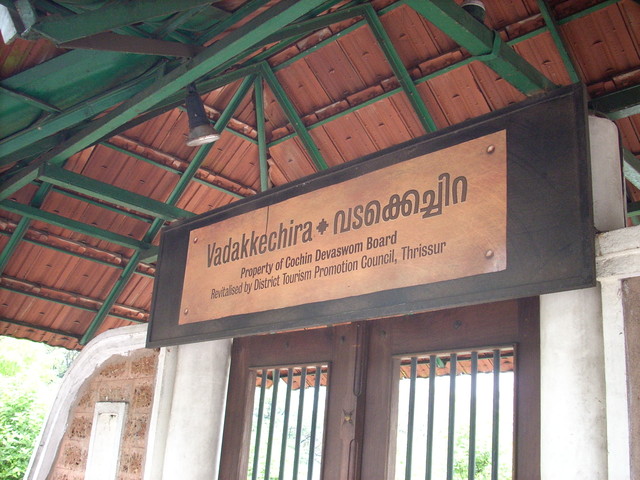 Vadakkechira ✦ വടക്കെച്ചിറ
Property of Cochin Devaswom Board
Revitalised by District Tourism Promotion Council, Thrissur